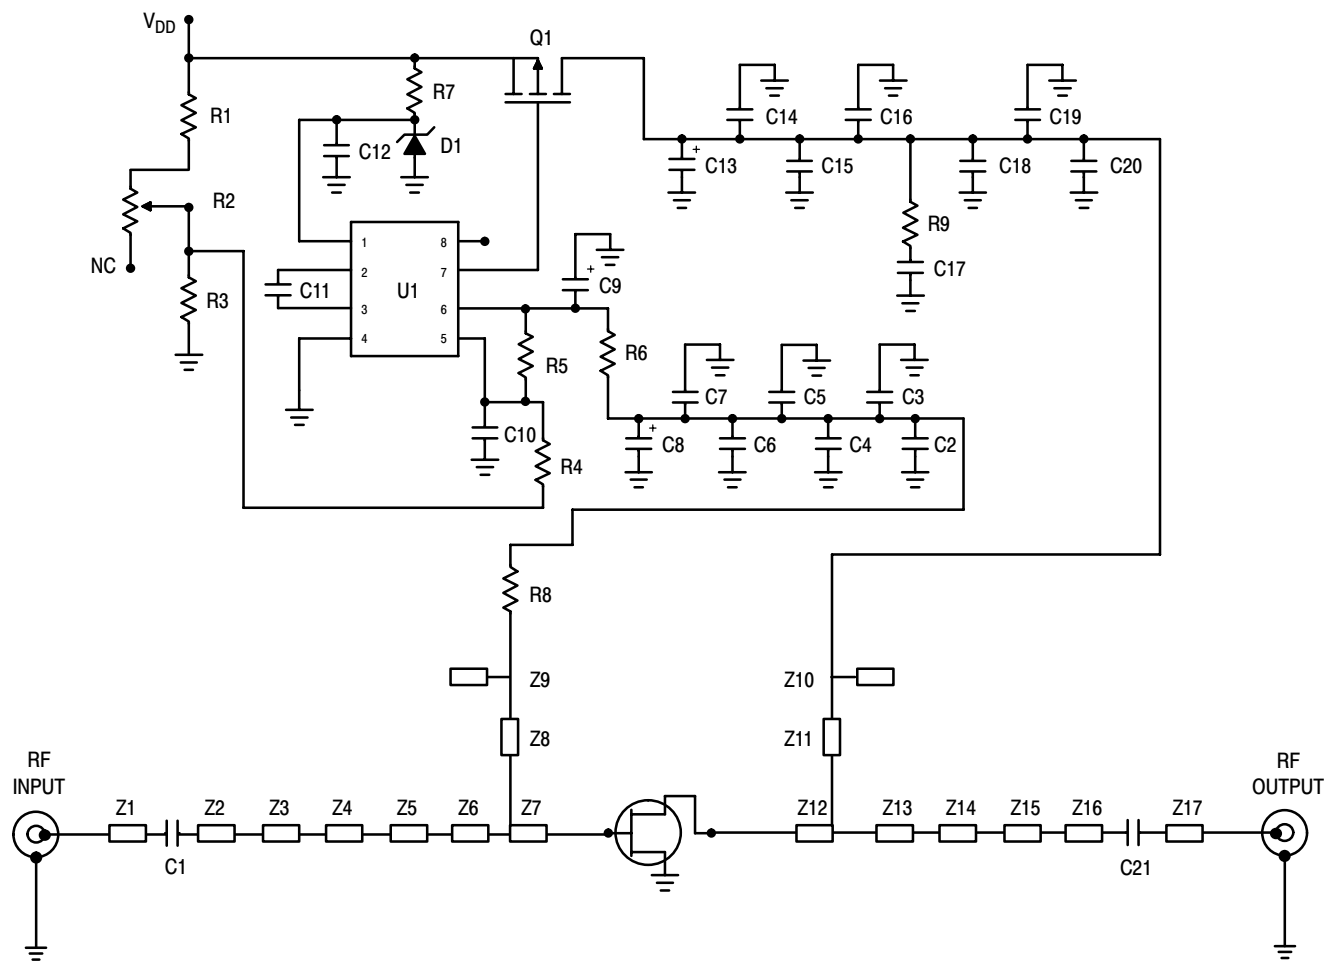 VDD
Q1
R7
R1
C14
C16
C19
C12
D1
C13
C15
C18
C20
R2
R9
NC
1
8
C17
2
7
R3
C11
U1
C9
3
6
4
5
R5
R6
C7
C5
C3
C10
C8
C6
C4
C2
R4
R8
Z9
Z10
Z8
Z11
RF
INPUT
RF
OUTPUT
Z1
Z2
Z3
Z4
Z5
Z6
Z7
Z12
Z13
Z14
Z15
Z16
Z17
C1
C21